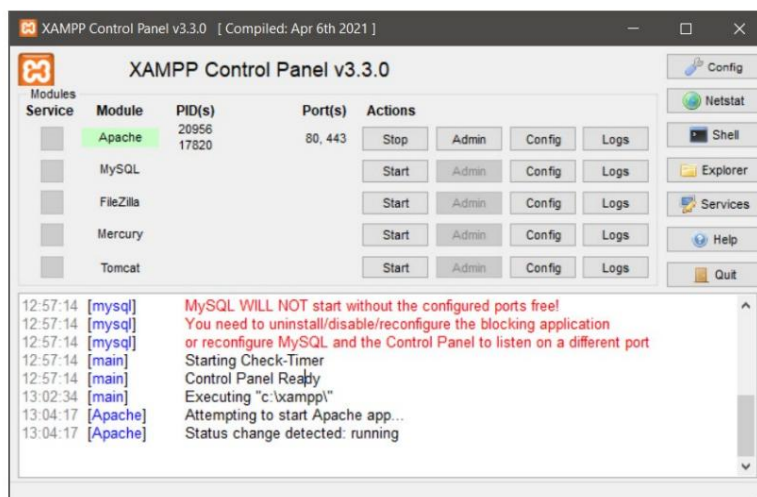 XAMPP Control Panel v3.3.0 [ Compiled: Apr 6th 2021 ]
XAMPP Control Panel v3.3.0
Config
Modules
Service Module PID(s) Port(s) Actions
Netstat
Apache 20956 17820 80, 443 Stop Admin Config Logs
Shell
MySQL Start Admin Config Logs
Explorer
FileZilla Start Admin Config Logs
Services
Mercury Start Admin Config Logs
Help
Tomcat Start Admin Config Logs
Quit
12:57:14 [mysql] MySQL WILL NOT start without the configured ports free!
12:57:14 [mysql] You need to uninstall/disable/reconfigure the blocking application
12:57:14 [mysql] or reconfigure MySQL and the Control Panel to listen on a different port
12:57:14 [main] Starting Check-Timer
12:57:14 [main] Control Panel Ready
13:02:34 [main] Executing "c:\xampp\"
13:04:17 [Apache] Attempting to start Apache app...
13:04:17 [Apache] Status change detected: running